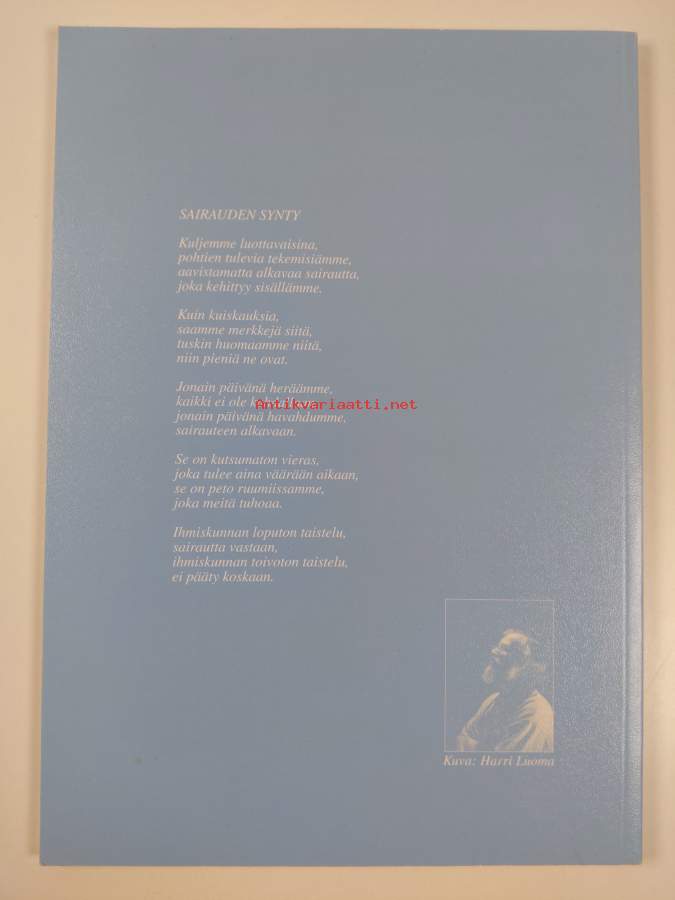 SAIRAUDEN SYNTY
Kuljemme luottavaisina,
pohtien tulevia tekemisiämme,
aavistamatta alkavaa sairautta,
joka kehittyy sisällämme.
Kuin kuiskauksia,
saamme merkkejä siitä,
tuskin huomaamme niitä,
niin pieniä ne ovat.
Jonain päivänä heräämme,
kaikki ei ole
Antikvariaatti.net
jonain päivänä havahdumme,
sairauteen alkavaan.
Se on kutsumaton vieras,
joka tulee aina väärään aikaan,
se on peto ruumiissamme,
joka meitä tuhoaa.
Ihmiskunnan loputon taistelu,
sairautta vastaan,
ihmiskunnan toivoton taistelu,
ei pääty koskaan.
Kuva: Harri Luoma